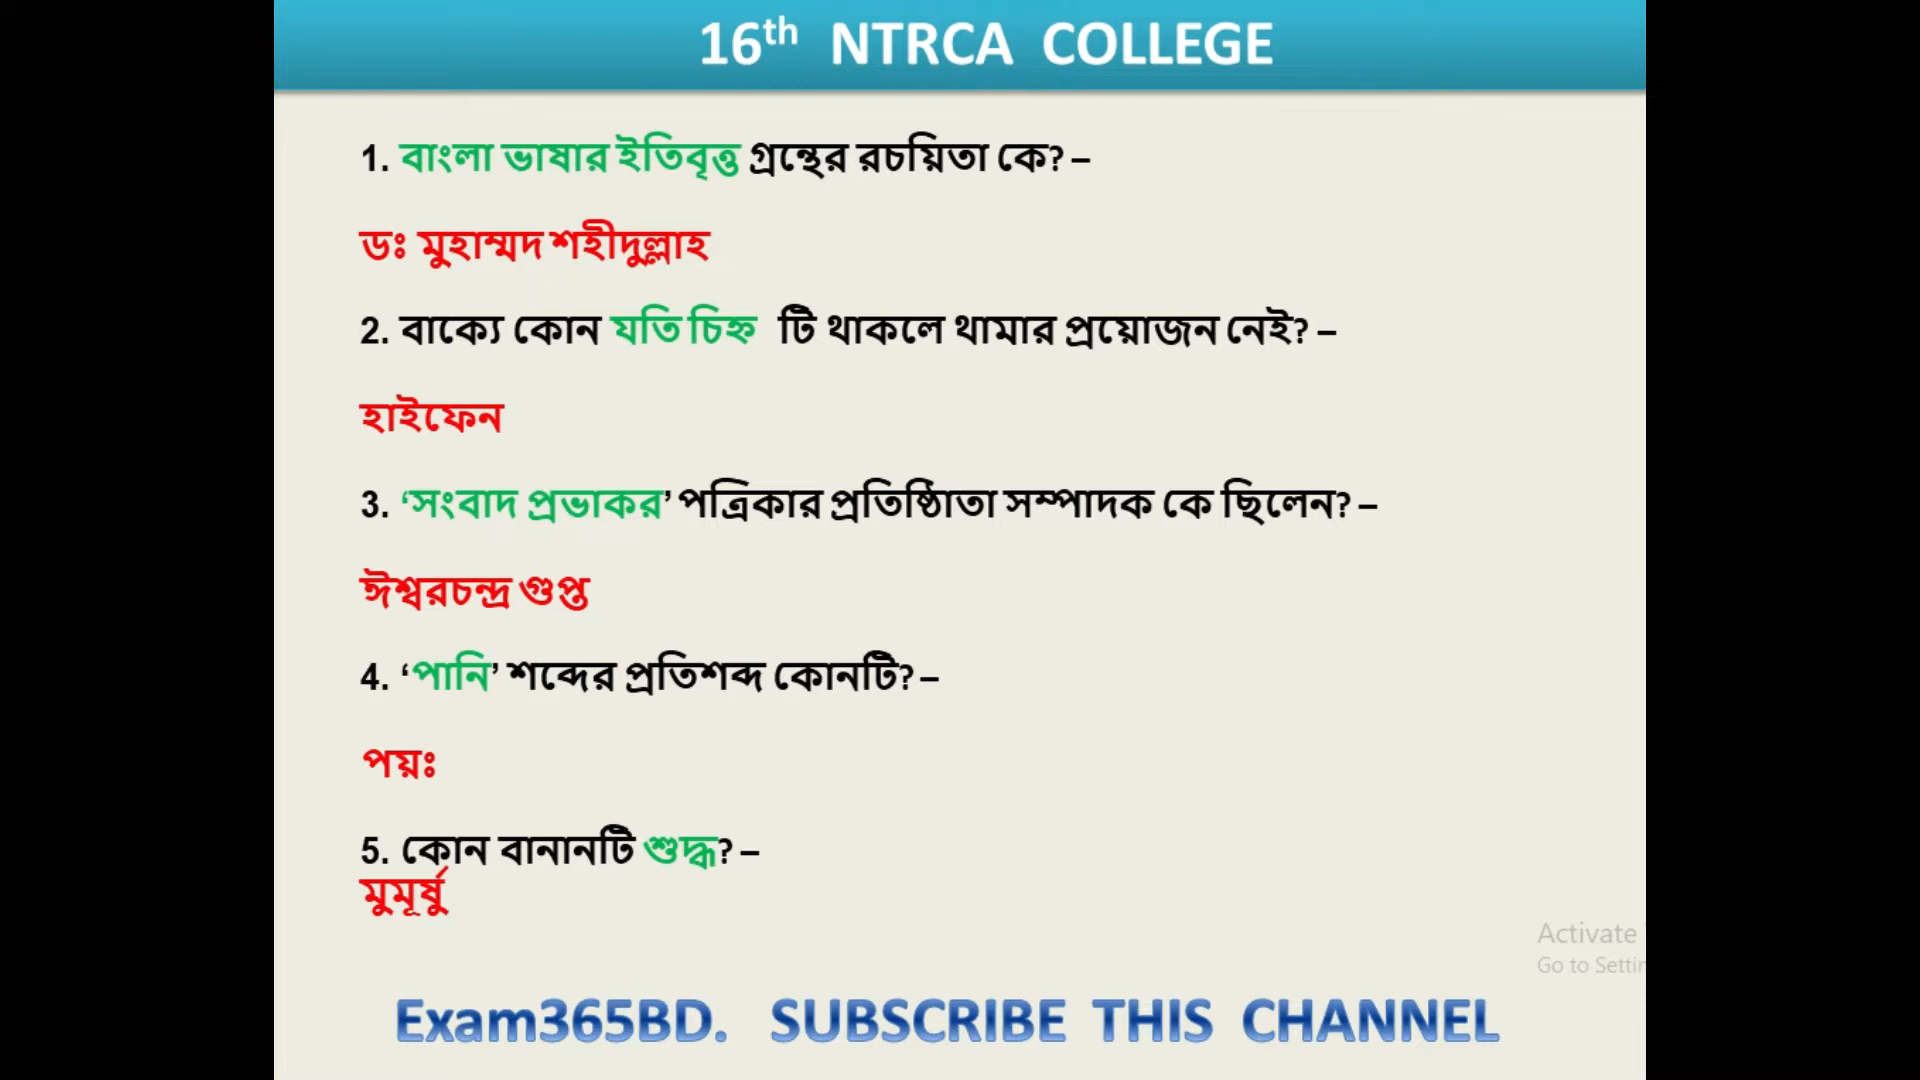 16th NTRCA COLLEGE
1. বাংলা ভাষার ইতিবৃত্ত গ্রন্থের রচয়িতা কে? –
ডঃ মুহাম্মদ শহীদুল্লাহ
2. বাক্যে কোন যতি চিহ্ন টি থাকলে থামার প্রয়োজন নেই? –
হাইফেন
3. ‘সংবাদ প্রভাকর’ পত্রিকার প্রতিষ্ঠিাতা সম্পাদক কে ছিলেন? –
ঈশ্বরচন্দ্র গুপ্ত
4. ‘পানি’ শব্দের প্রতিশব্দ কোনটি? –
পয়ঃ
5. কোন বানানটি শুদ্ধ? –
মুমূর্ষু
Activate
Go to Settin
Exam365BD. SUBSCRIBE THIS CHANNEL